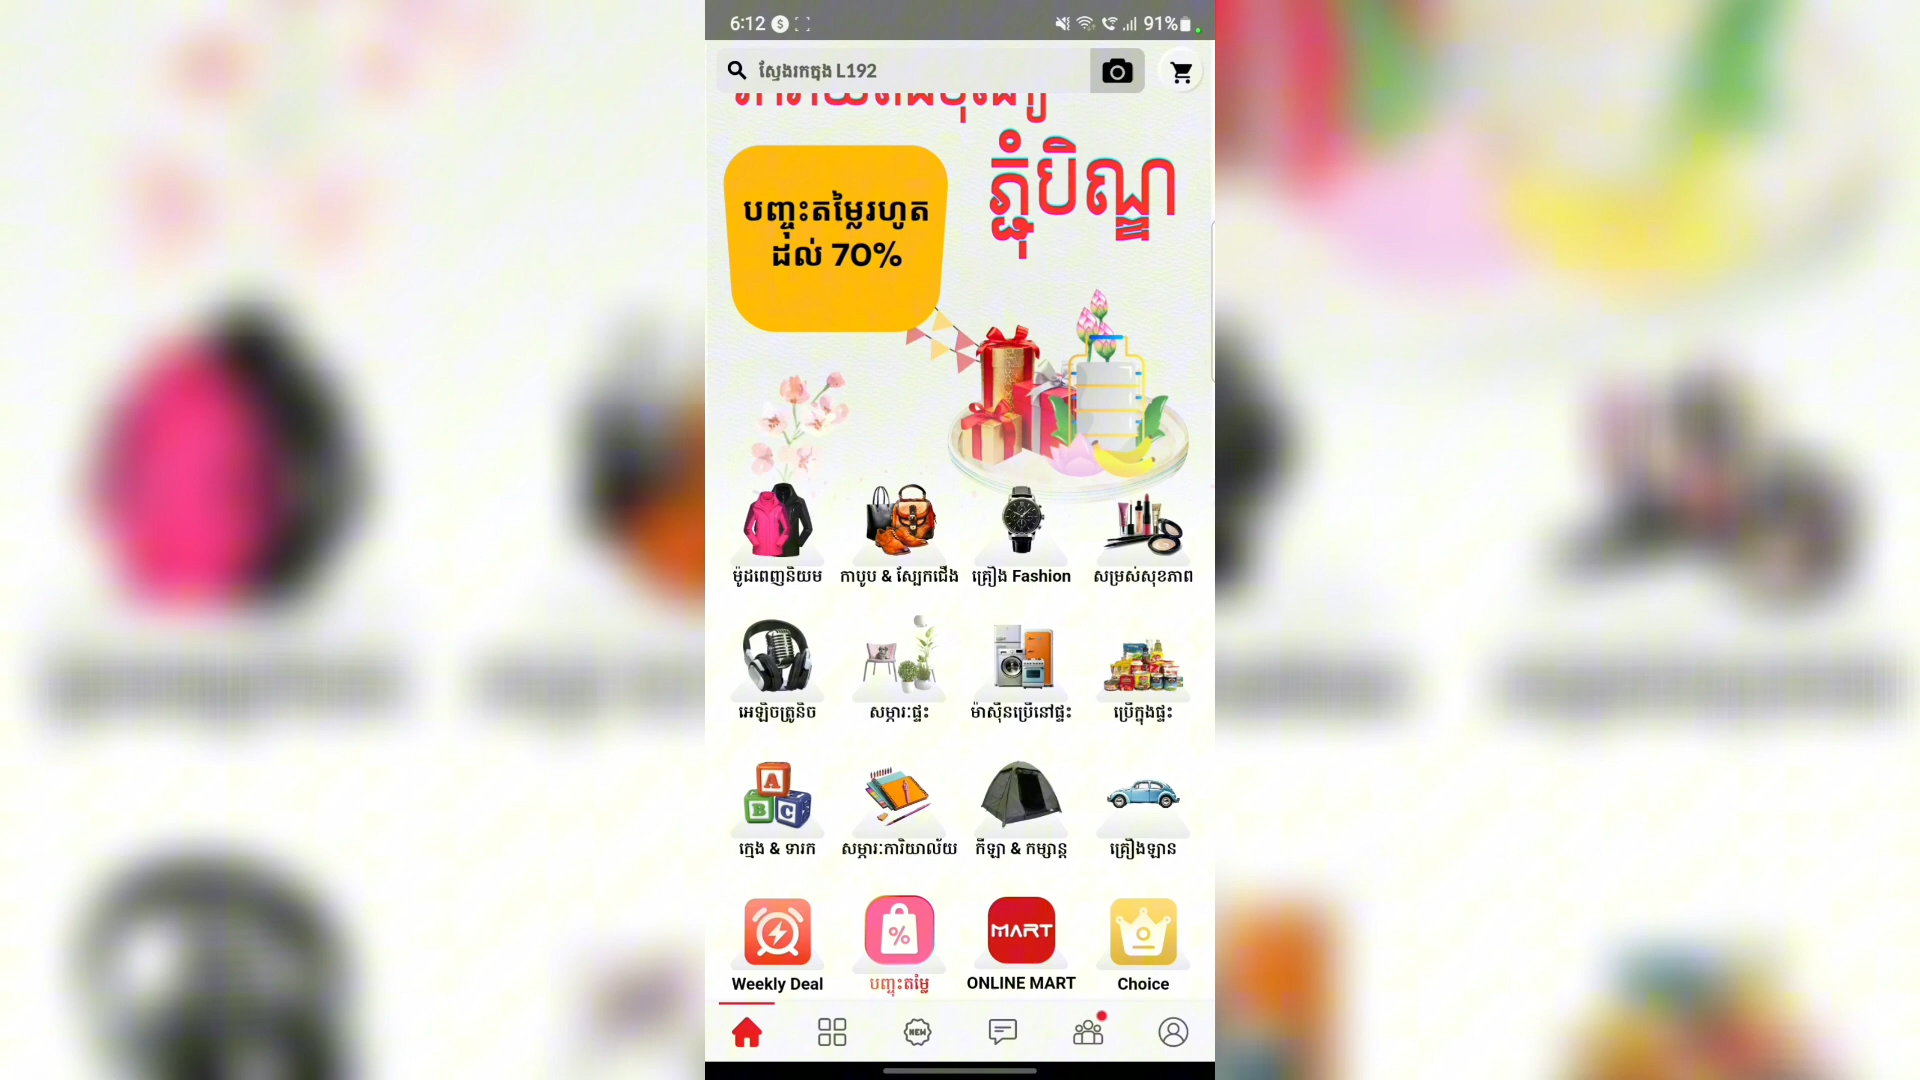 6:12
91%
ស្វែងរកក្នុង L192
ភ្ជុំបិណ្ឌ
បញ្ចុះតម្លៃរហូត
ដល់ 70%
ម៉ូដពេញនិយម
កាបូប & ស្បែកជើង
គ្រឿង Fashion
សម្រស់សុខភាព
អេឡិចត្រូនិច
សម្ភារៈផ្ទះ
ម៉ាស៊ីនប្រើនៅផ្ទះ
ប្រើក្នុងផ្ទះ
A
B
C
ក្មេង & ទារក
សម្ភារៈការិយាល័យ
កីឡា & កម្សាន្ត
គ្រឿងឡាន
%
MART
Weekly Deal
បញ្ចុះតម្លៃ
ONLINE MART
Choice
NEW